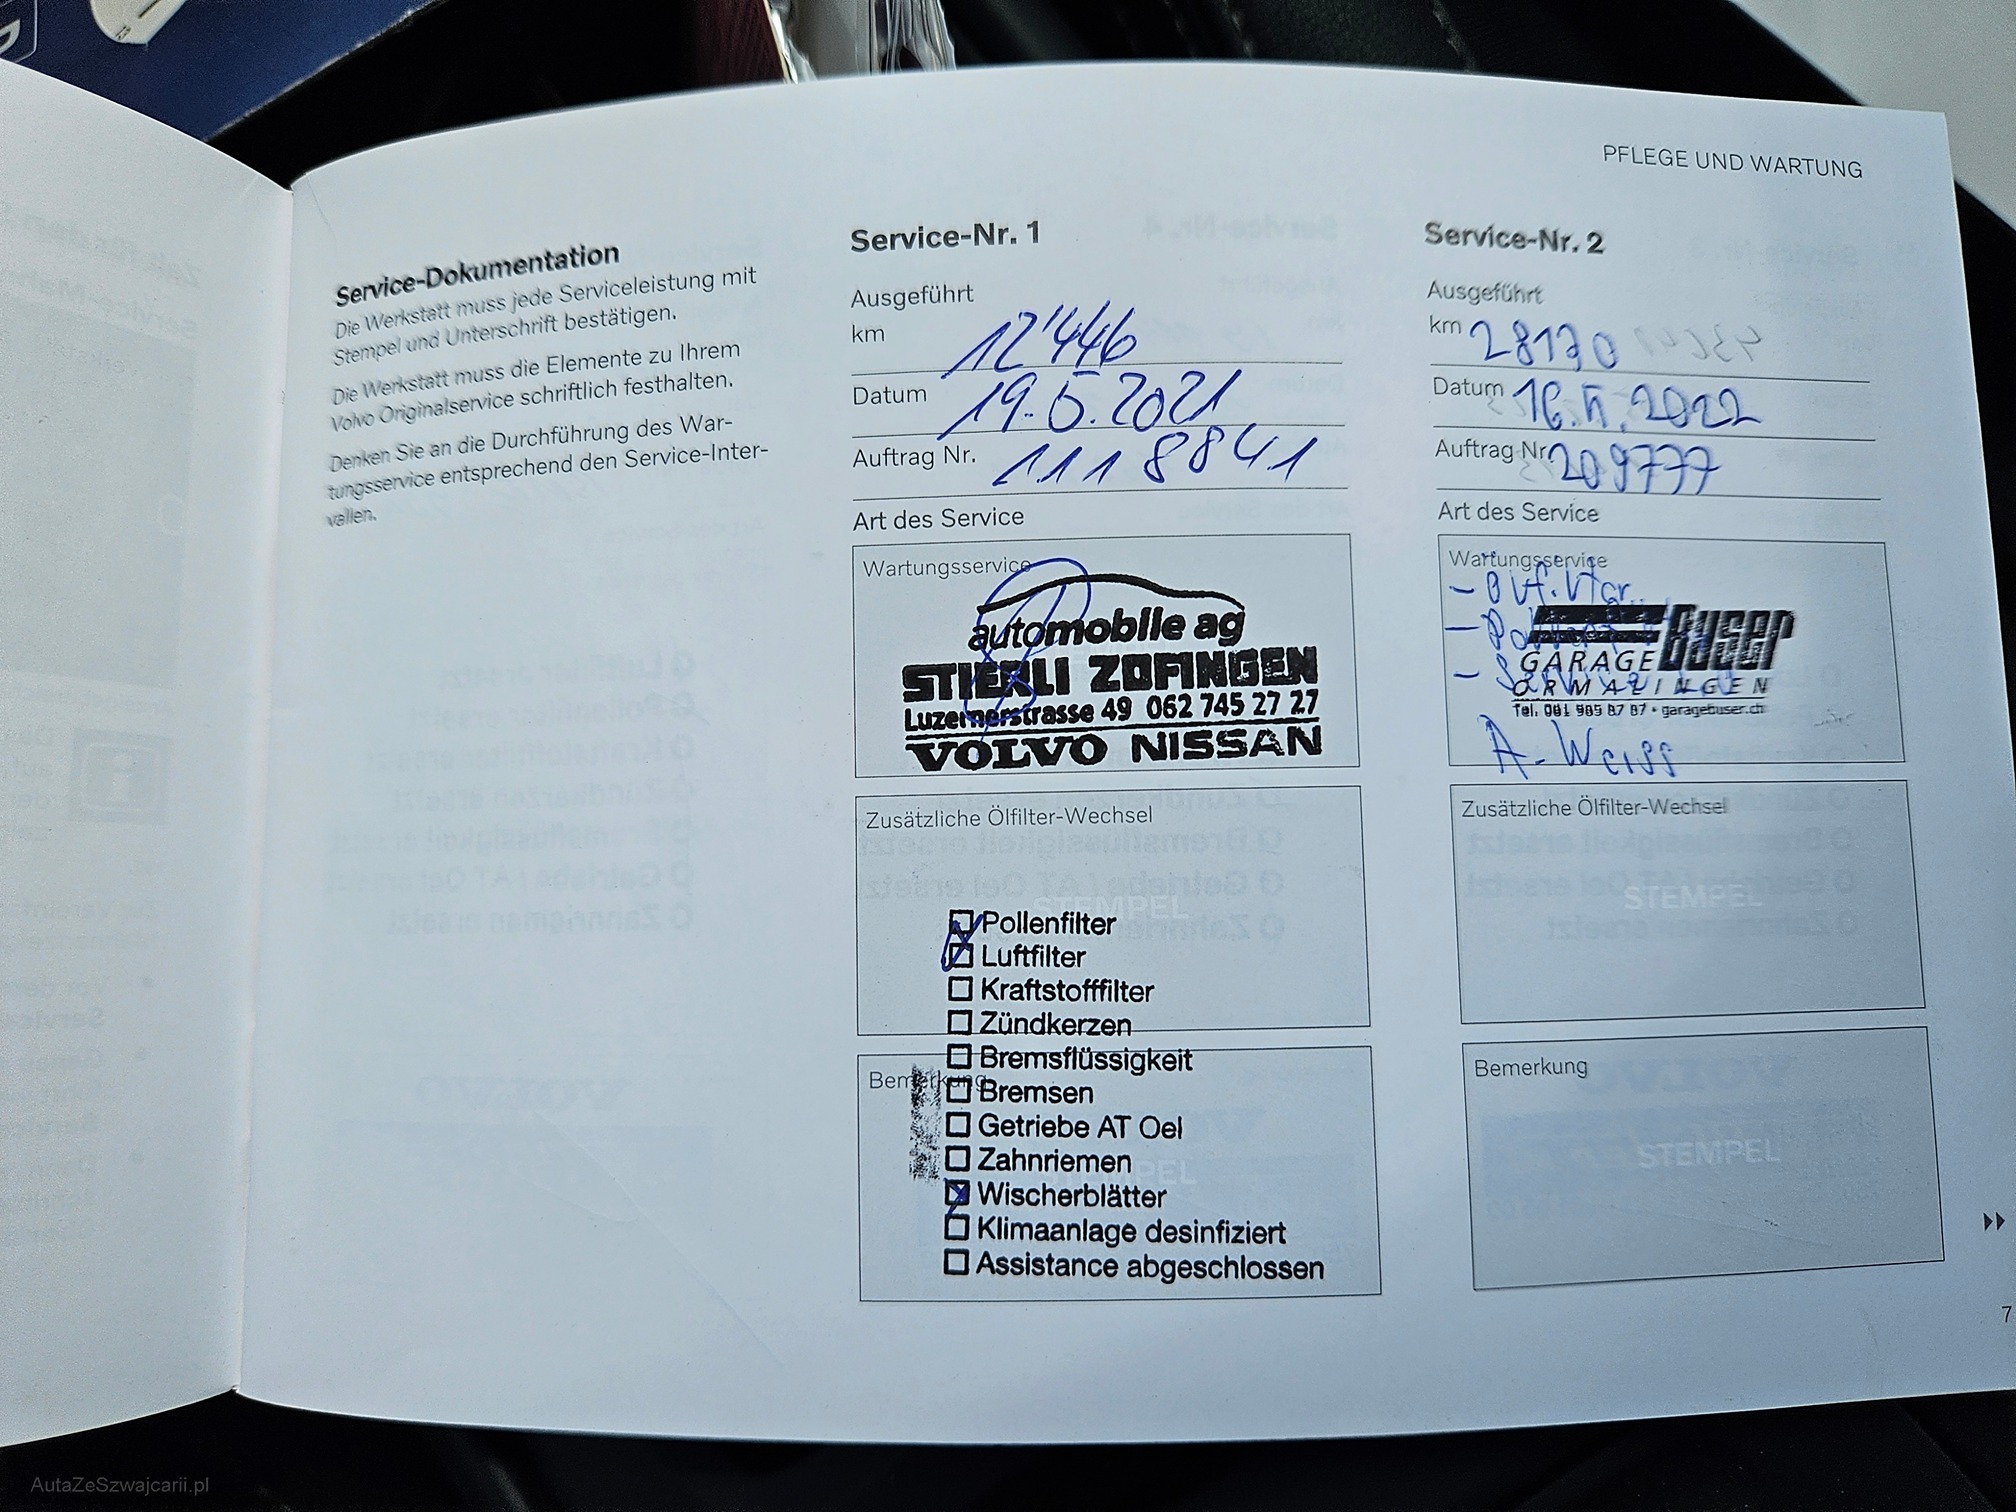 PFLEGE UND WARTUNG
Service-Dokumentation
Die Werkstatt muss jede Serviceleistung mit
Stempel und Unterschrift bestätigen.
Die Werkstatt muss die Elemente zu Ihrem
Volvo Originalservice schriftlich festhalten.
Denken Sie an die Durchführung des War-
tungsservice entsprechend den Service-Inter-
vallen.
Service-Nr. 1
Ausgeführt
km 12'446
Datum 19.5.2021
Auftrag Nr. 1118841
Art des Service
Wartungsservice
automobile ag
STIERLI ZOFINGEN
Luzernerstrasse 49 062 745 27 27
VOLVO NISSAN
Zusätzliche Ölfilter-Wechsel
STEMPEL
Pollenfilter
Luftfilter
Kraftstofffilter
Zündkerzen
Bremsflüssigkeit
Bemerkung
Bremsen
Getriebe AT Oel
Zahnriemen
Wischerblätter
Klimaanlage desinfiziert
Assistance abgeschlossen
Service-Nr. 2
Ausgeführt
km 28170
Datum 16. 2022
Auftrag Nr. 209777
Art des Service
Wartungsservice
Buser
GARAGE
ORMALINGEN
Tel. 061 985 87 87 • garagebuser.ch
A. Weiss
Zusätzliche Ölfilter-Wechsel
STEMPEL
Bemerkung
STEMPEL
7
AutaZeSzwajcarii.pl